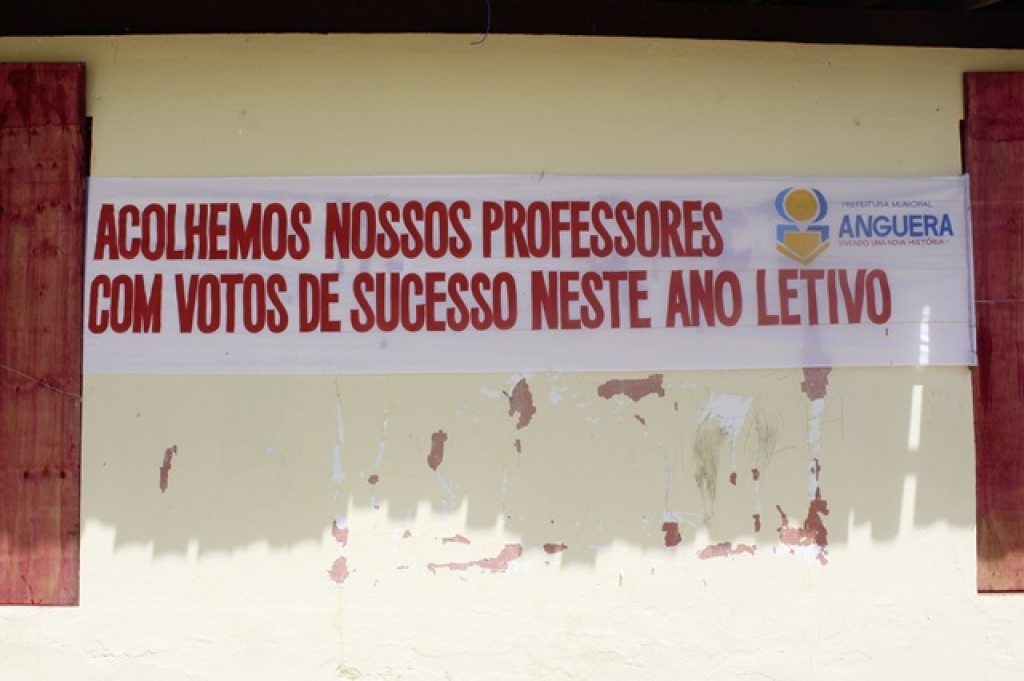 ACOLHEMOS NOSSOS PROFESSORES
COM VOTOS DE SUCESSO NESTE ANO LETIVO
PREFEITURA MUNICIPAL
ANGUERA
VIVENDO UMA NOVA HISTÓRIA!